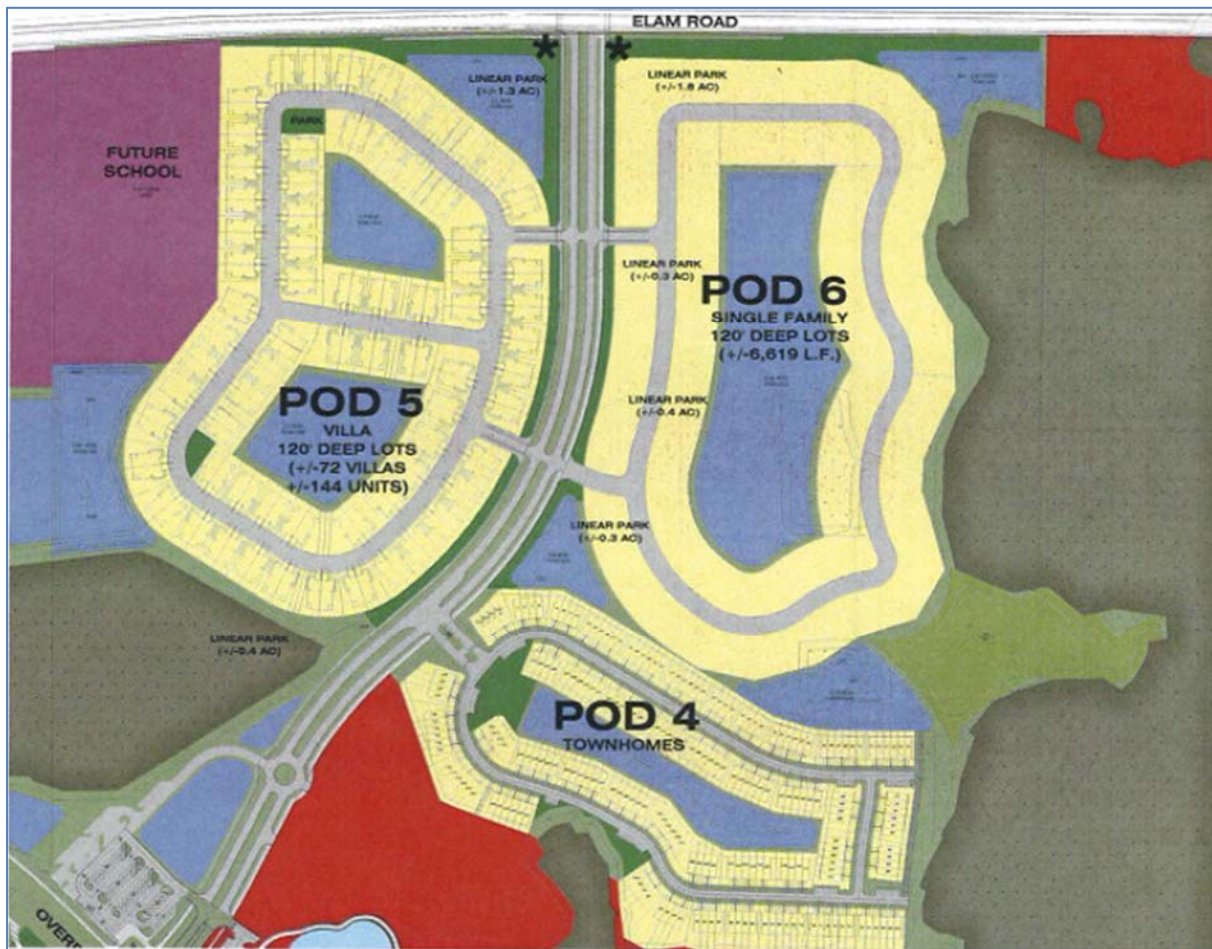 ELAM ROAD
* *
LINEAR PARK
(+/-1.3 AC)
LINEAR PARK
(+/-1.8 AC)
PARK
FUTURE
SCHOOL
LINEAR PARK
(+/-0.3 AC)
POD 6
SINGLE FAMILY
120' DEEP LOTS
(+/-6,619 L.F.)
POD 5
VILLA
120' DEEP LOTS
(+/-72 VILLAS
+/-144 UNITS)
LINEAR PARK
(+/-0.4 AC)
LINEAR PARK
(+/-0.3 AC)
LINEAR PARK
(+/-0.4 AC)
POD 4
TOWNHOMES